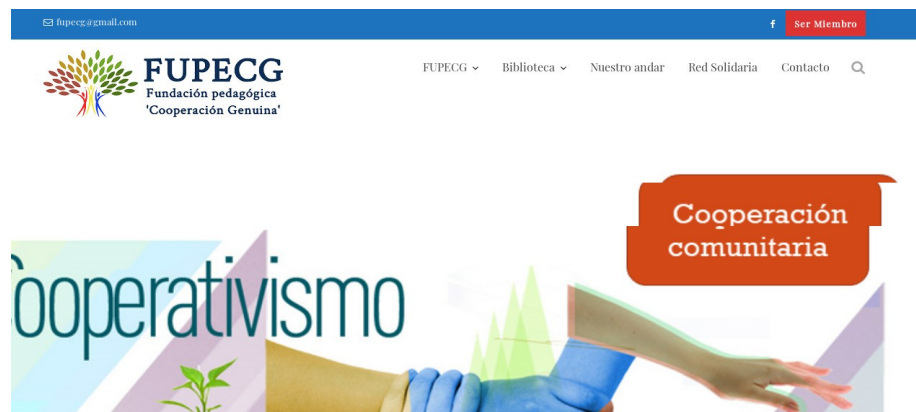 fupecg@gmail.com
Ser Miembro
FUPECG
Fundación pedagógica
'Cooperación Genuina'
FUPECG
Biblioteca
Nuestro andar
Red Solidaria
Contacto
Cooperación
comunitaria
Cooperativismo